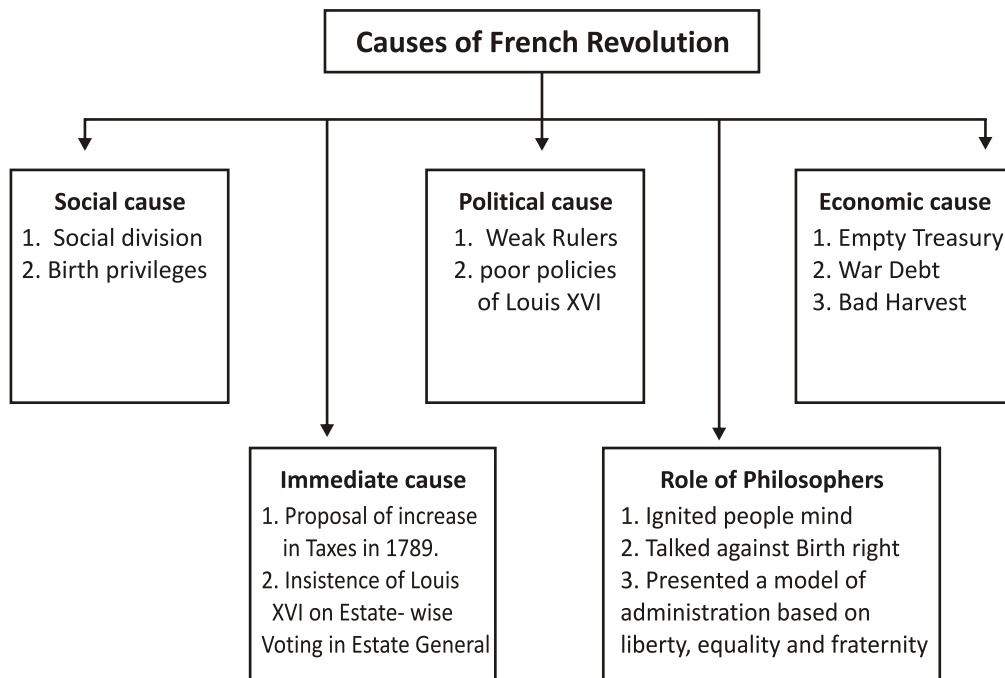 Causes of French Revolution
Social cause
1. Social division
2. Birth privileges
Political cause
1. Weak Rulers
2. poor policies
of Louis XVI
Economic cause
1. Empty Treasury
2. War Debt
3. Bad Harvest
Immediate cause
1. Proposal of increase
in Taxes in 1789.
2. Insistence of Louis
XVI on Estate- wise
Voting in Estate General
Role of Philosophers
1. Ignited people mind
2. Talked against Birth right
3. Presented a model of
administration based on
liberty, equality and fraternity